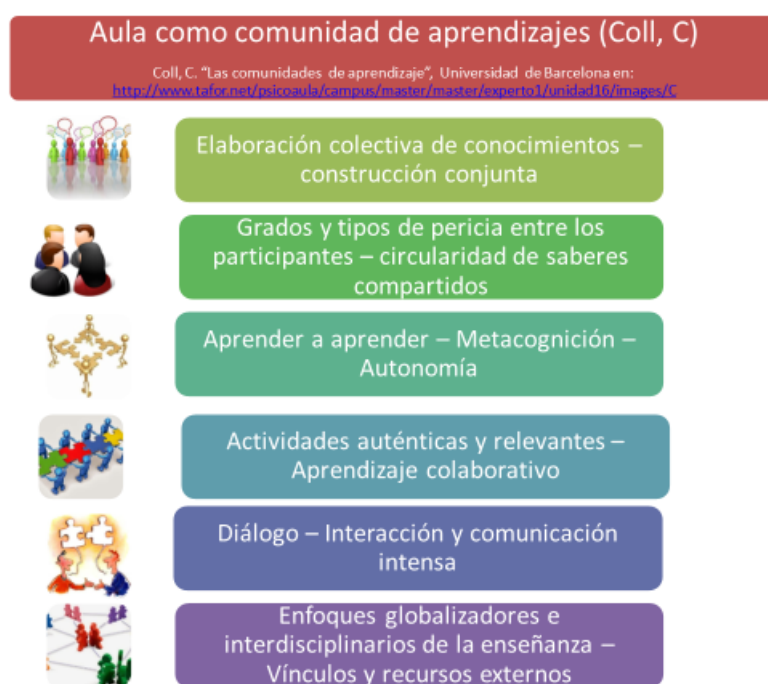 Aula como comunidad de aprendizajes (Coll, C)
Coll, C. “Las comunidades de aprendizaje”, Universidad de Barcelona en:
http://www.tafor.net/psicoaula/campus/master/master/experto1/unidad16/images/C
Elaboración colectiva de conocimientos –
construcción conjunta
Grados y tipos de pericia entre los
participantes – circularidad de saberes
compartidos
Aprender a aprender – Metacognición –
Autonomía
Actividades auténticas y relevantes –
Aprendizaje colaborativo
Diálogo – Interacción y comunicación
intensa
Enfoques globalizadores e
interdisciplinarios de la enseñanza –
Vínculos y recursos externos